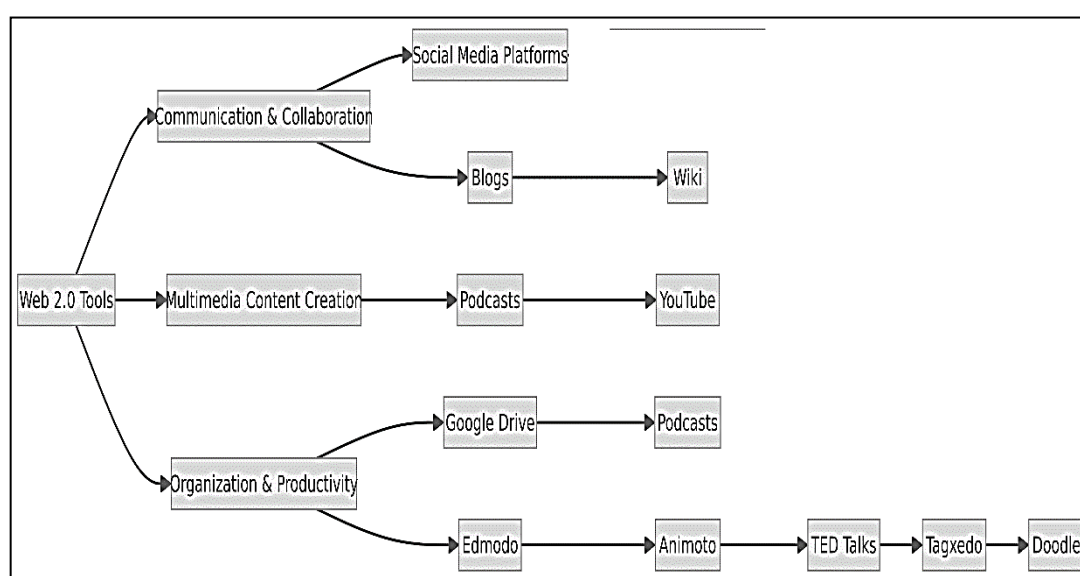 Social Media Platforms
Communication & Collaboration
Blogs
Wiki
Web 2.0 Tools
Multimedia Content Creation
Podcasts
YouTube
Google Drive
Podcasts
Organization & Productivity
Edmodo
Animoto
TED Talks
Tagxedo
Doodle